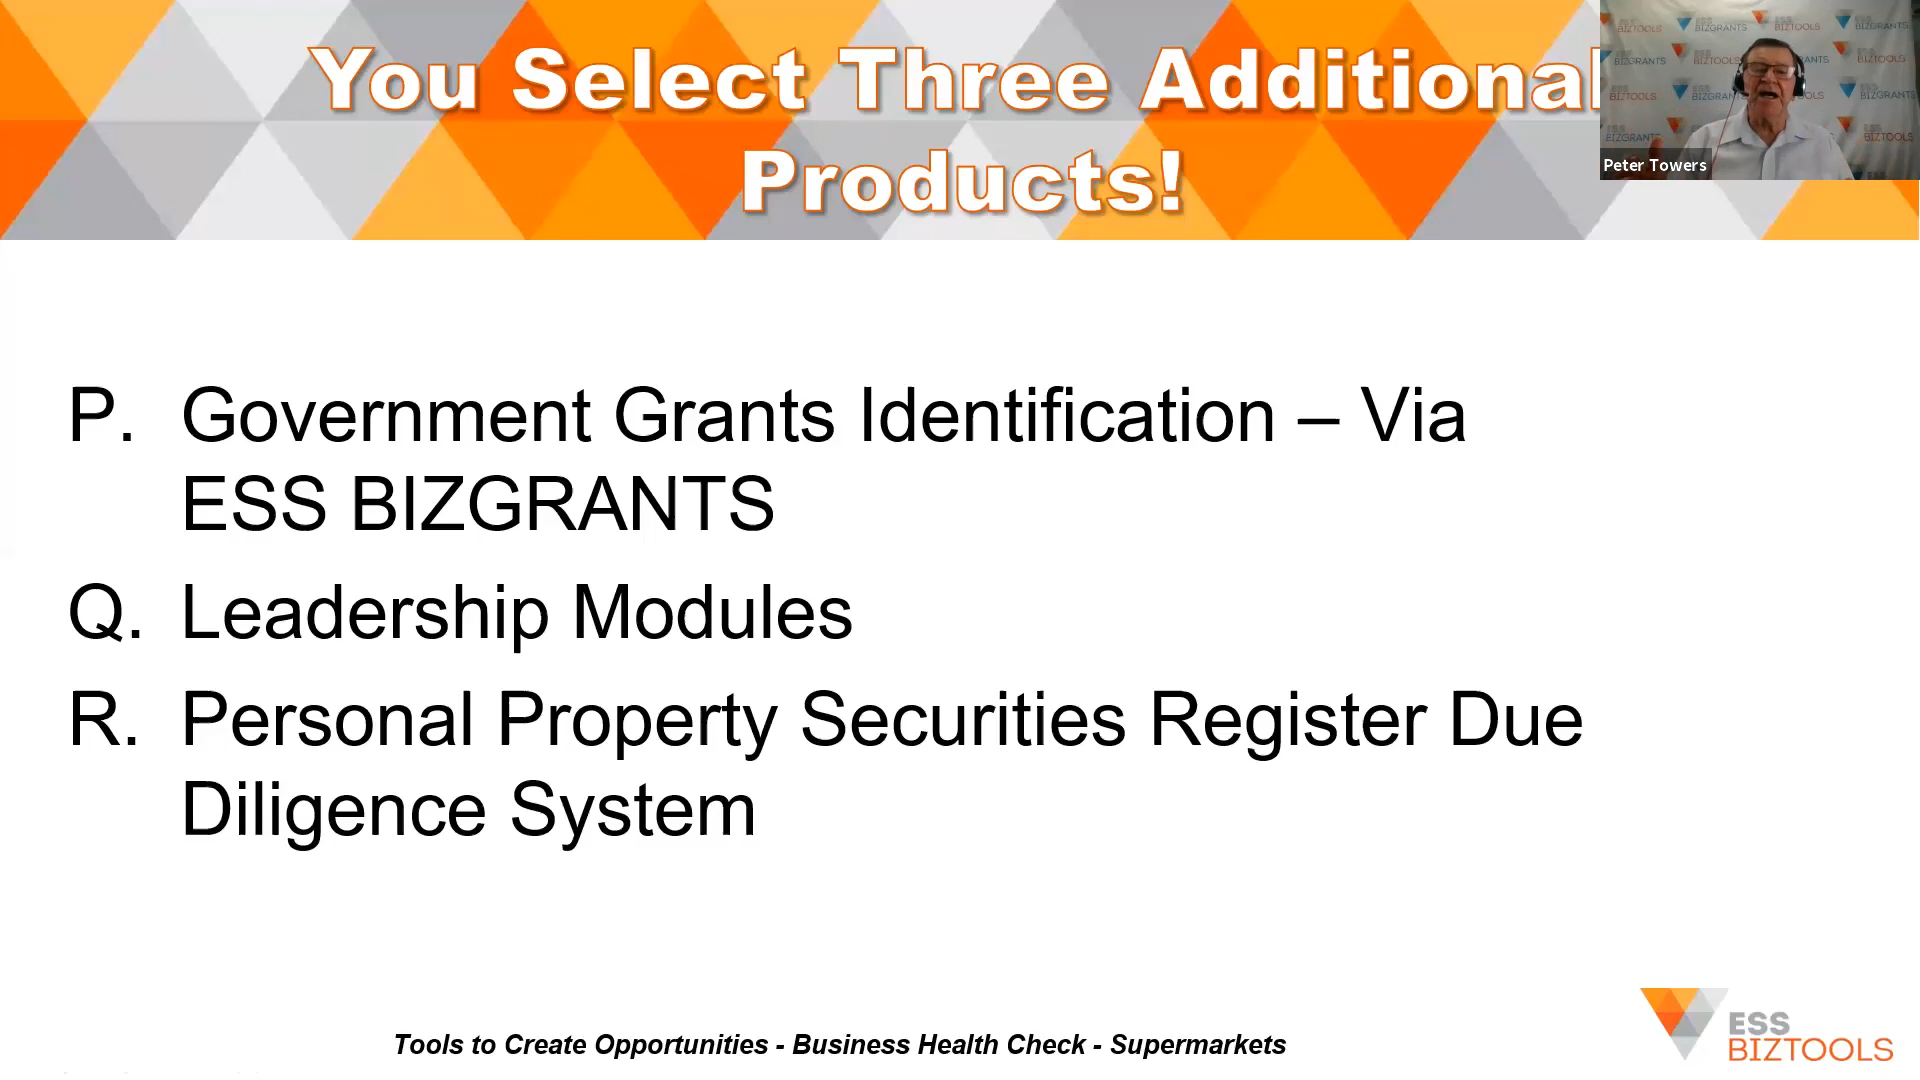 You Select Three Additional
Products!
Peter Towers
P. Government Grants Identification – Via
ESS BIZGRANTS
Q. Leadership Modules
R. Personal Property Securities Register Due
Diligence System
Tools to Create Opportunities - Business Health Check - Supermarkets
ESS
BIZTOOLS